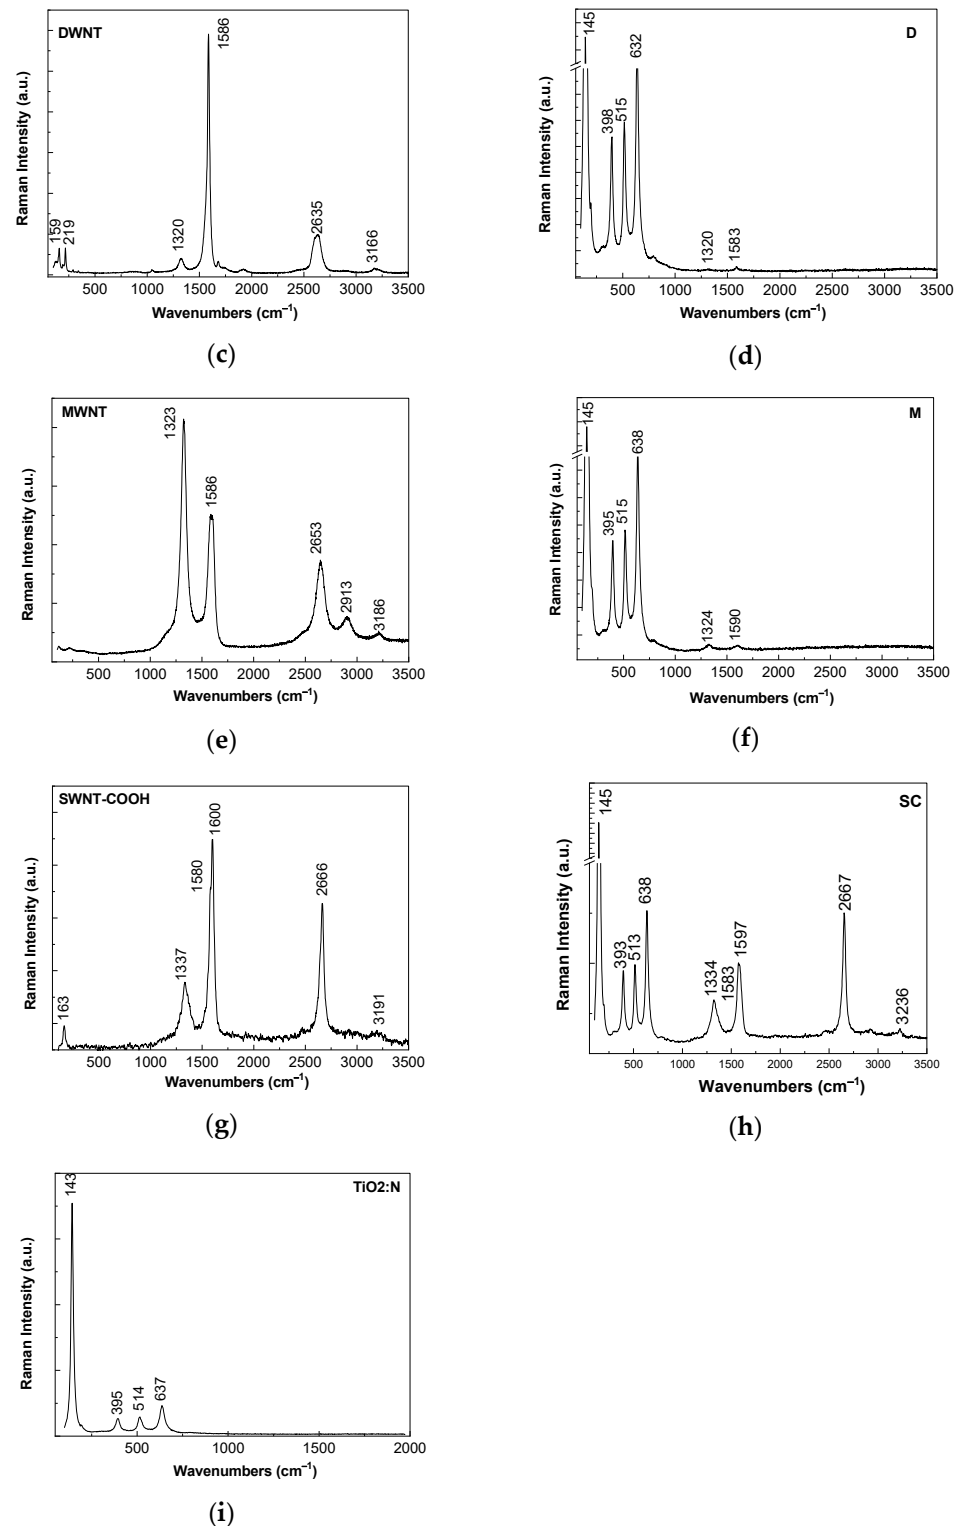 DWNT
1586
159
219
1320
2635
3166
Raman Intensity (a.u.)
500 1000 1500 2000 2500 3000 3500
Wavenumbers (cm⁻¹)
(c)
D
145
632
398
515
1320
1583
Raman Intensity (a.u.)
500 1000 1500 2000 2500 3000 3500
Wavenumbers (cm⁻¹)
(d)
MWNT
1323
1586
2653
2913
3186
Raman Intensity (a.u.)
500 1000 1500 2000 2500 3000 3500
Wavenumbers (cm⁻¹)
(e)
M
145
638
395
515
1324
1590
Raman Intensity (a.u.)
500 1000 1500 2000 2500 3000 3500
Wavenumbers (cm⁻¹)
(f)
SWNT-COOH
163
1337
1580
1600
2666
3191
Raman Intensity (a.u.)
500 1000 1500 2000 2500 3000 3500
Wavenumbers (cm⁻¹)
(g)
SC
145
393
513
638
1334
1583
1597
2667
3236
Raman Intensity (a.u.)
500 1000 1500 2000 2500 3000 3500
Wavenumbers (cm⁻¹)
(h)
TiO2:N
143
395
514
637
Raman Intensity (a.u.)
500 1000 1500 2000
Wavenumbers (cm⁻¹)
(i)